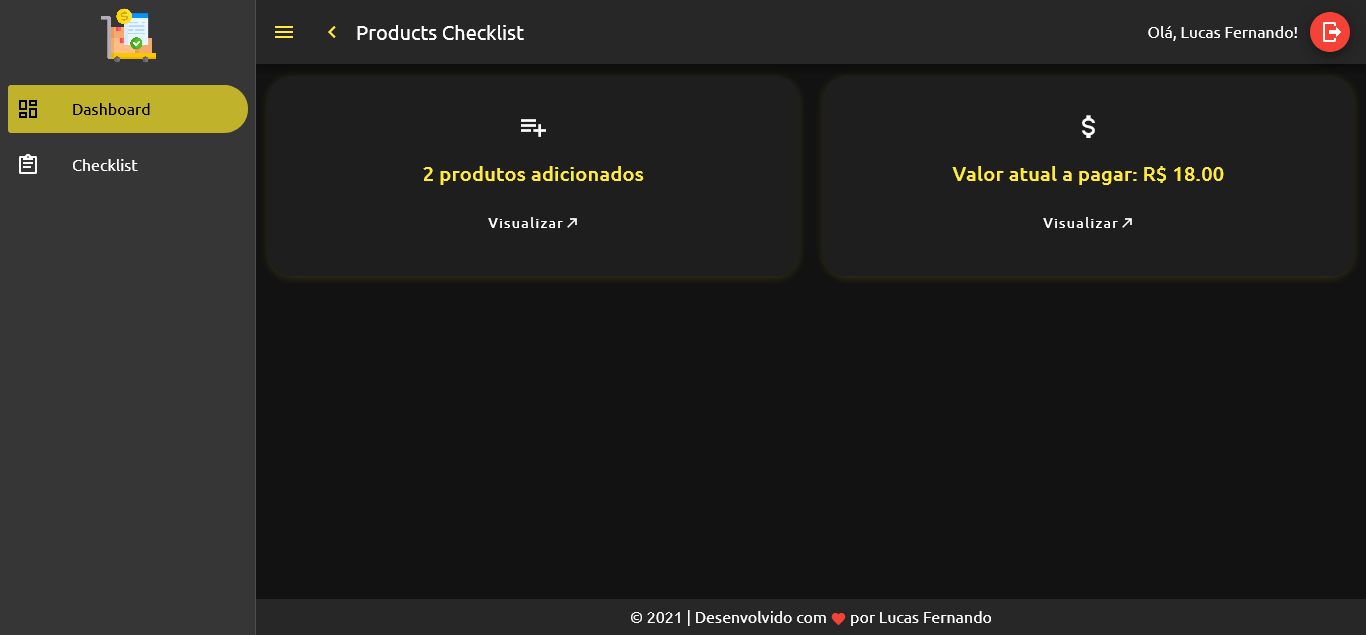 Products Checklist
Olá, Lucas Fernando!
Dashboard
Checklist
2 produtos adicionados
Visualizar
Valor atual a pagar: R$ 18.00
Visualizar
© 2021 | Desenvolvido com ❤ por Lucas Fernando